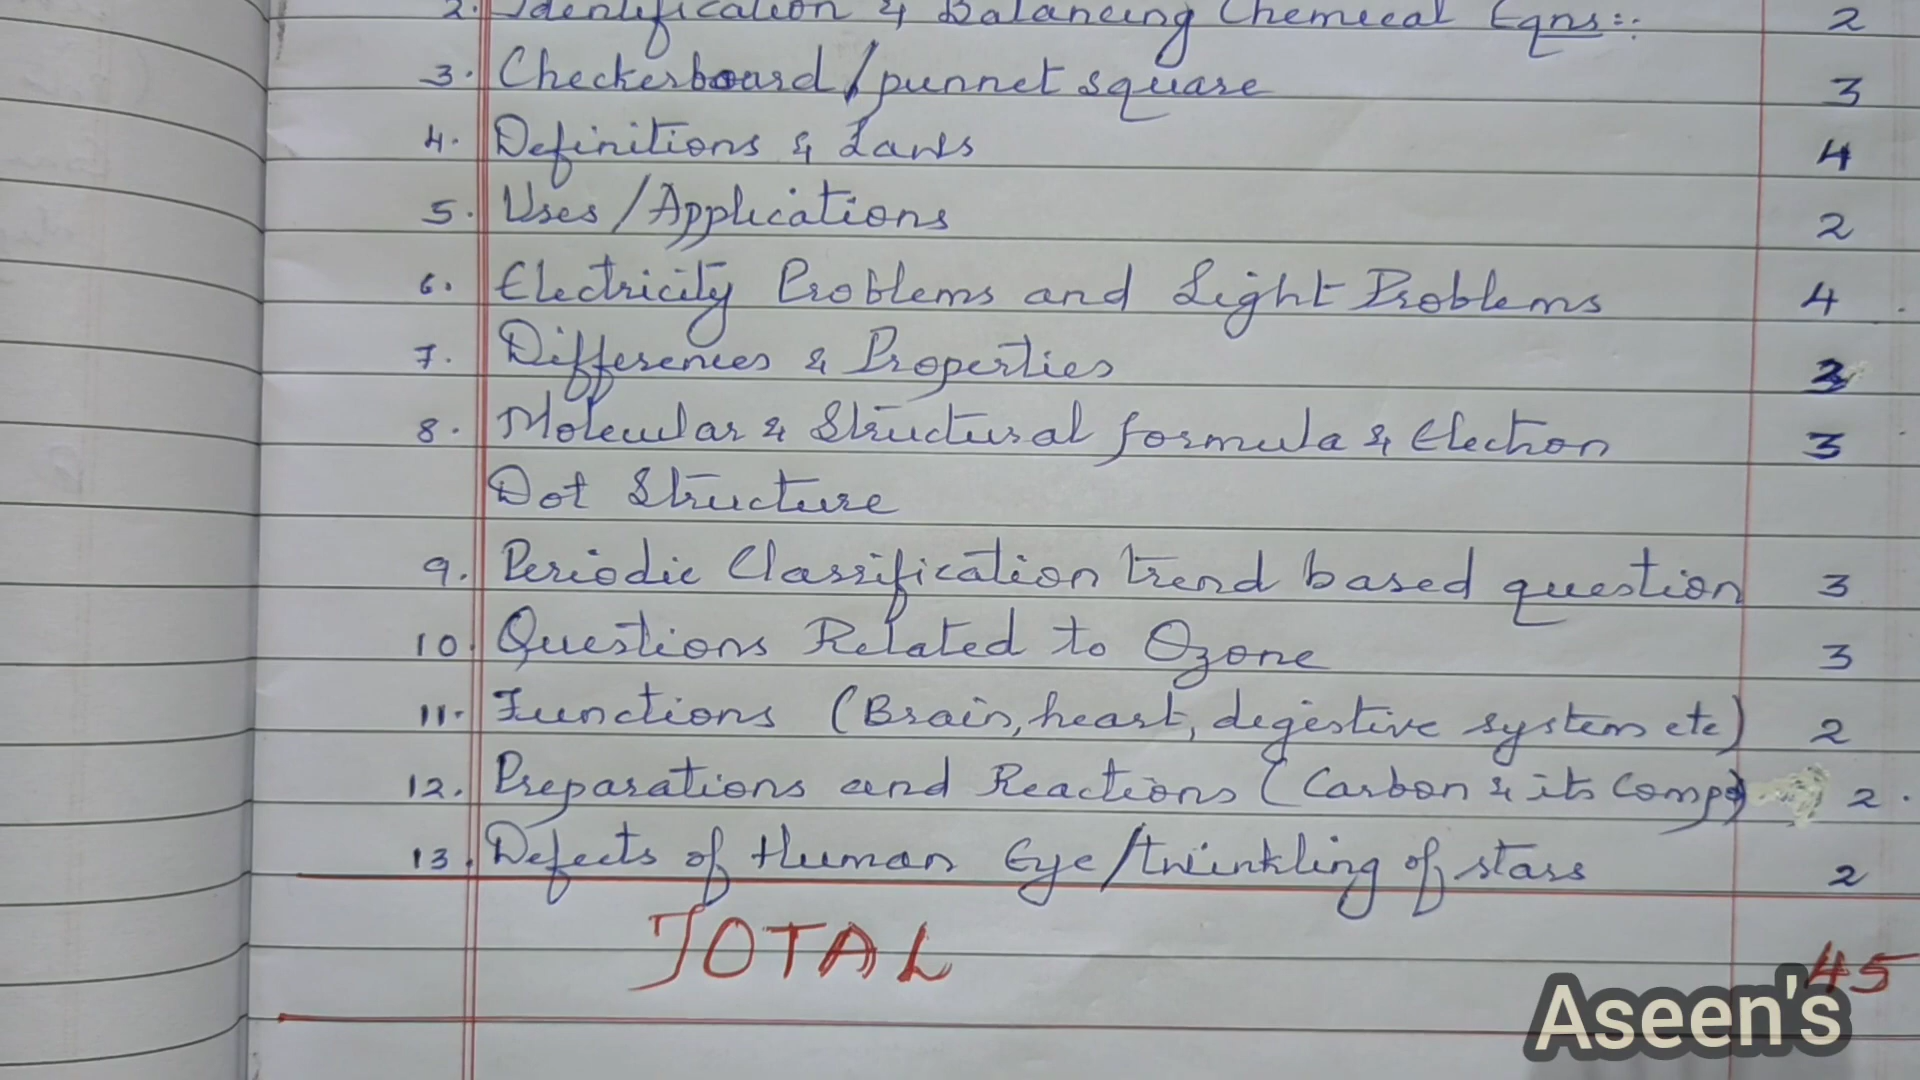 2. Identification & Balancing Chemical Eqns:. 2
3. Checkerboard/punnet square 3
4. Definitions & Laws 4
5. Uses/Applications 2
6. Electricity Problems and Light Problems 4
7. Differences & Properties
8. Molecular & Structural formula & Electron 3
Dot Structure
9. Periodic Classification trend based question 3
10. Questions Related to Ozone 3
11. Functions (Brain, heart, digestive system etc) 2
12. Preparations and Reactions (Carbon & its Comp) 2
13. Defects of Human Eye/twinkling of stars 2
TOTAL 45
Aseen's